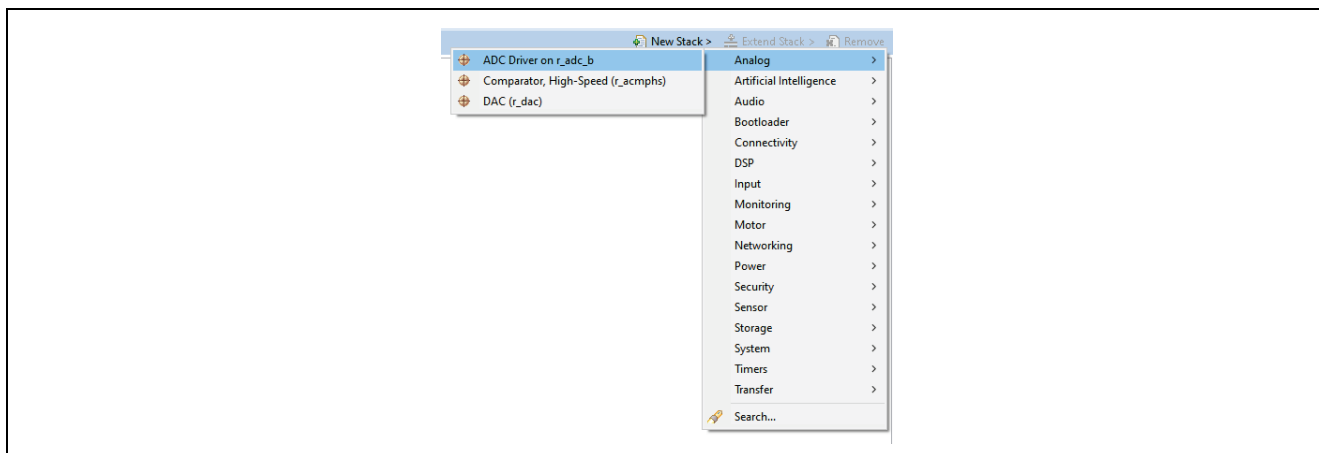 New Stack > Extend Stack > Remove
ADC Driver on r_adc_b
Comparator, High-Speed (r_acmphs)
DAC (r_dac)
Analog >
Artificial Intelligence >
Audio >
Bootloader >
Connectivity >
DSP >
Input >
Monitoring >
Motor >
Networking >
Power >
Security >
Sensor >
Storage >
System >
Timers >
Transfer >
Search...